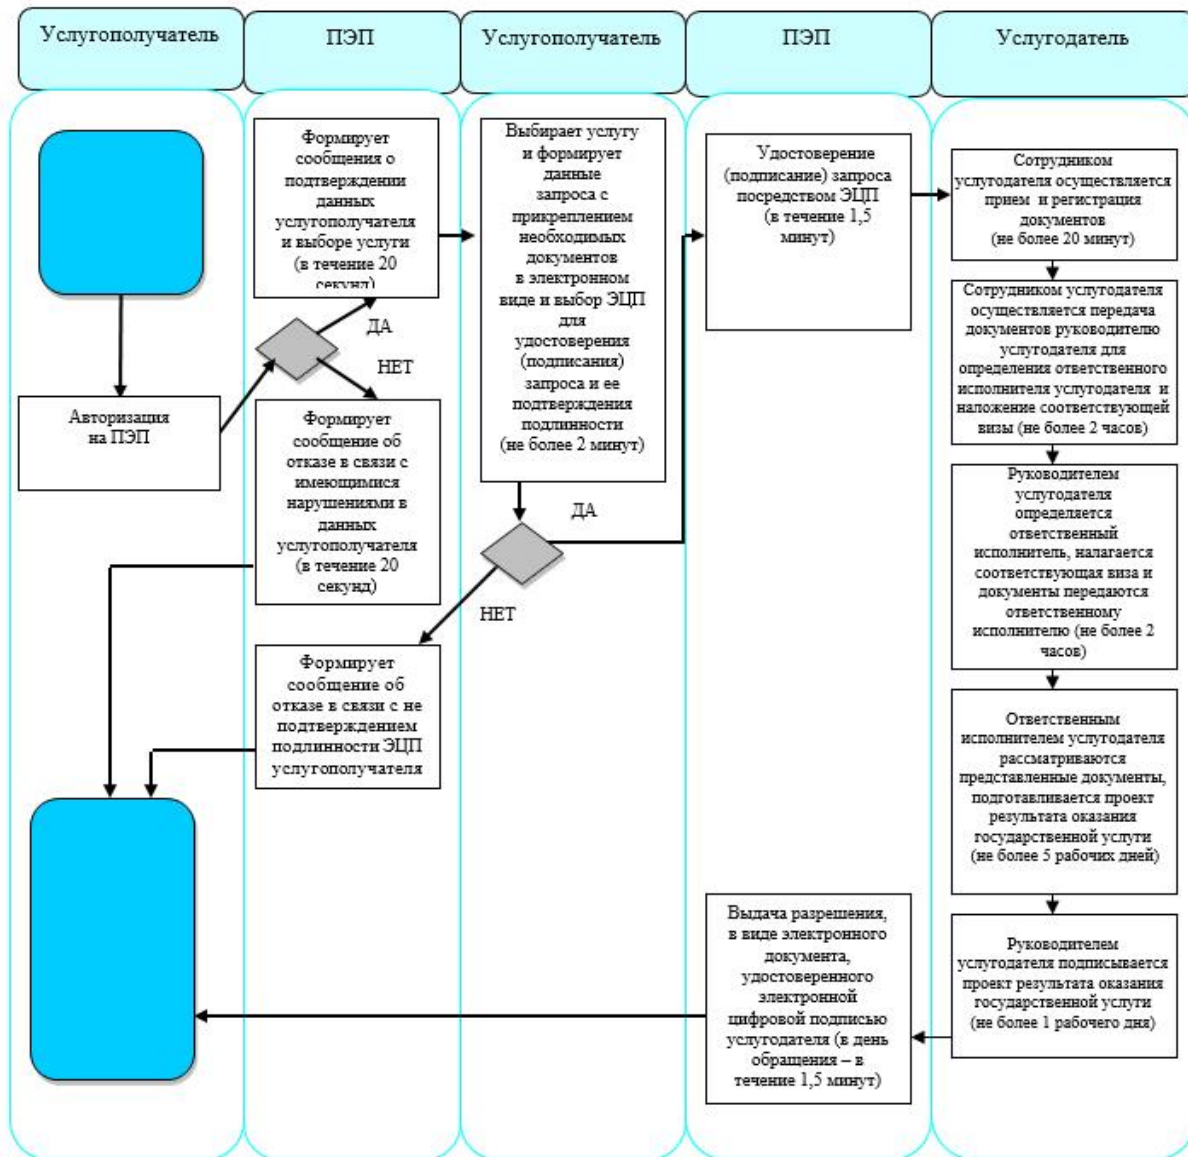 Услугополучатель
ПЭП
Услугополучатель
ПЭП
Услугодатель
Авторизация
на ПЭП
Формирует
сообщения о
подтверждении
данных
услугополучателя
и выборе услуги
(в течение 20
секунд)
ДА
НЕТ
Формирует
сообщение об
отказе в связи с
имеющимися
нарушениями в
данных
услугополучателя
(в течение 20
секунд)
Формирует
сообщение об
отказе в связи с не
подтверждением
подлинности ЭЦП
услугополучателя
Выбирает услугу
и формирует
данные
запроса с
прикреплением
необходимых
документов
в электронном
виде и выбор ЭЦП
для
удостоверения
(подписания)
запроса и ее
подтверждения
подлинности
(не более 2 минут)
ДА
НЕТ
Удостоверение
(подписание) запроса
посредством ЭЦП
(в течение 1,5
минут)
Сотрудником
услугодателя осуществляется
прием и регистрация
документов
(не более 20 минут)
Сотрудником услугодателя
осуществляется передача
документов руководителю
услугодателя для
определения ответственного
исполнителя услугодателя и
наложение соответствующей
визы (не более 2 часов)
Руководителем
услугодателя
определяется
ответственный
исполнитель, налагается
соответствующая виза и
документы передаются
ответственному
исполнителю (не более 2
часов)
Ответственным
исполнителем услугодателя
рассматриваются
представленные документы,
подготавливается проект
результата оказания
государственной услуги
(не более 5 рабочих дней)
Руководителем
услугодателя подписывается
проект результата оказания
государственной услуги
(не более 1 рабочего дня)
Выдача разрешения,
в виде электронного
документа,
удостоверенного
электронной
цифровой подписью
услугодателя (в день
обращения – в
течение 1,5 минут)